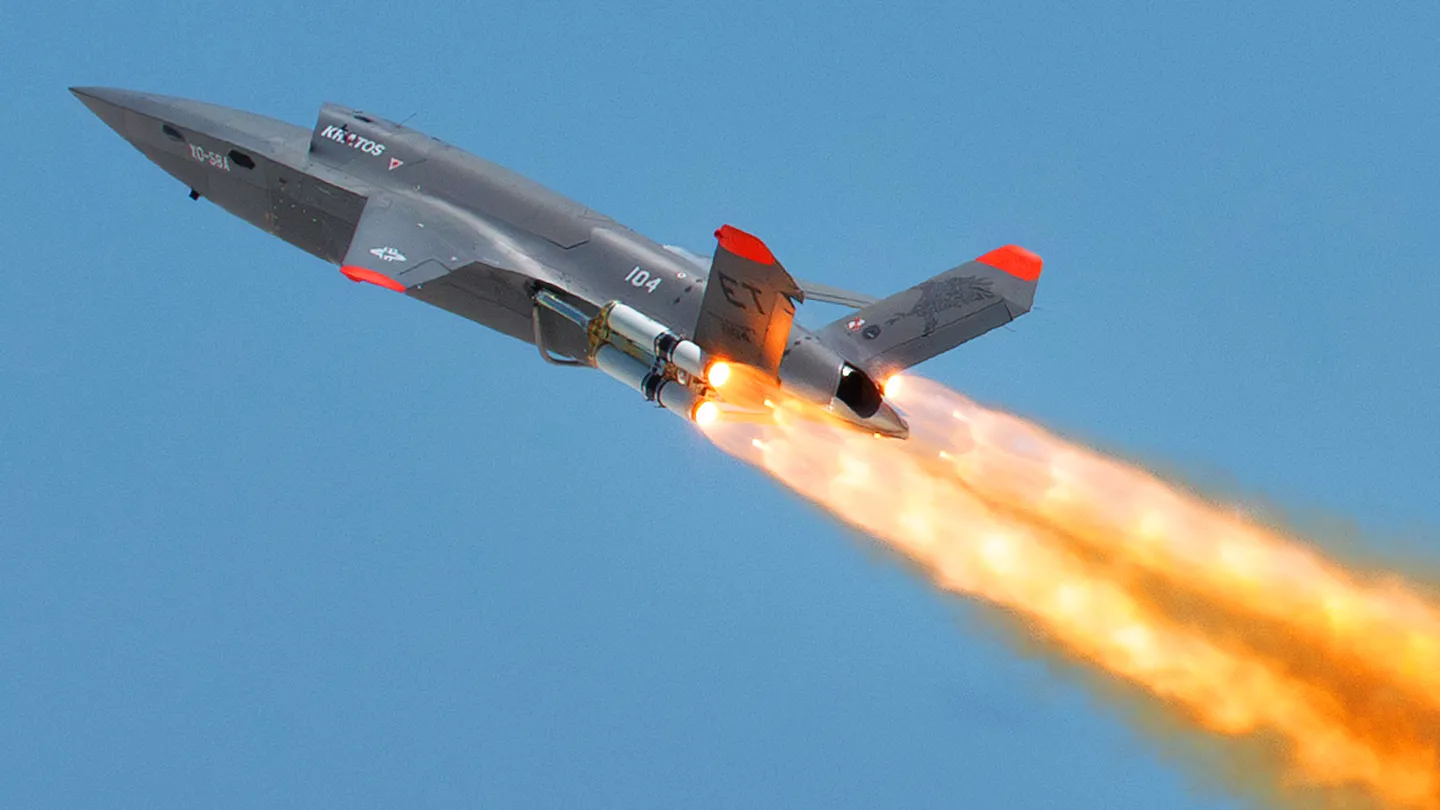 KRATOS
XQ-58A
104
ET